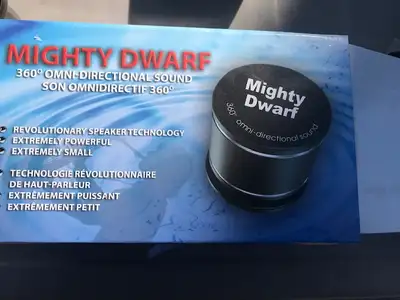 MIGHTY DWARF
360° OMNI-DIRECTIONAL SOUND
SON OMNIDIRECTIF 360°
REVOLUTIONARY SPEAKER TECHNOLOGY
EXTREMELY POWERFUL
EXTREMELY SMALL
TECHNOLOGIE RÉVOLUTIONNAIRE
DE HAUT-PARLEUR
EXTRÊMEMENT PUISSANT
EXTRÊMEMENT PETIT
Mighty
Dwarf
360° omni-directional sound